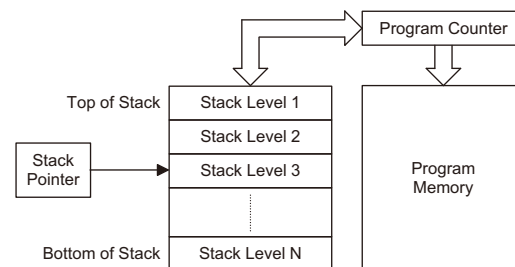 Program Counter
Top of Stack
Stack Level 1
Stack Level 2
Stack
Pointer
Stack Level 3
Program
Memory
Bottom of Stack
Stack Level N